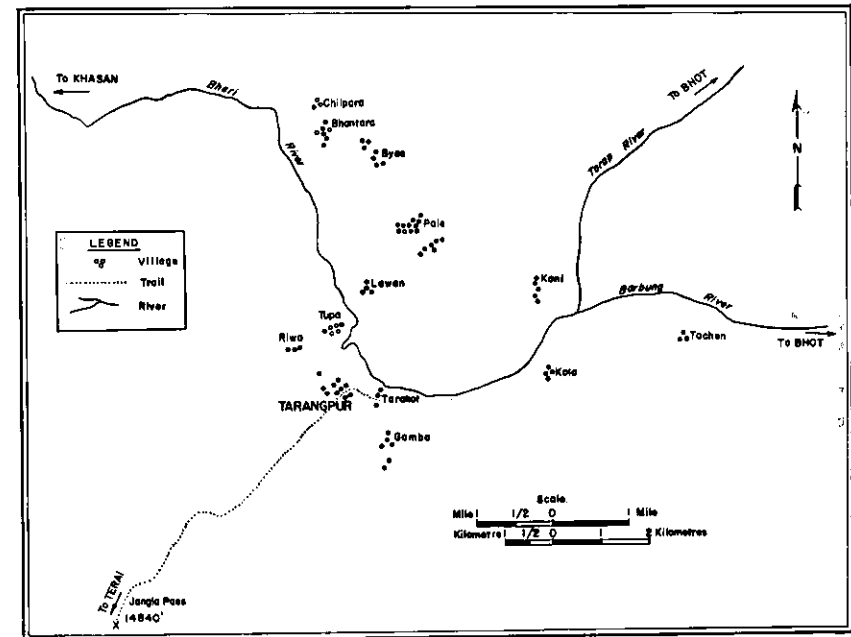 To KHASAN
Bheri
River
Chilpara
Bhantara
Byas
To BHOT
Tarap River
N
LEGEND
Village
Trail
River
Pale
Lawan
Kani
Barbung River
Tupa
Riwa
Tachen
To BHOT
Kola
TARANGPUR
Tarakot
Gomba
Scale
Mile 1 1/2 0 1 Mile
Kilometre 1 1/2 0 1 2 Kilometres
To TERAI
Jangla Pass
14840'